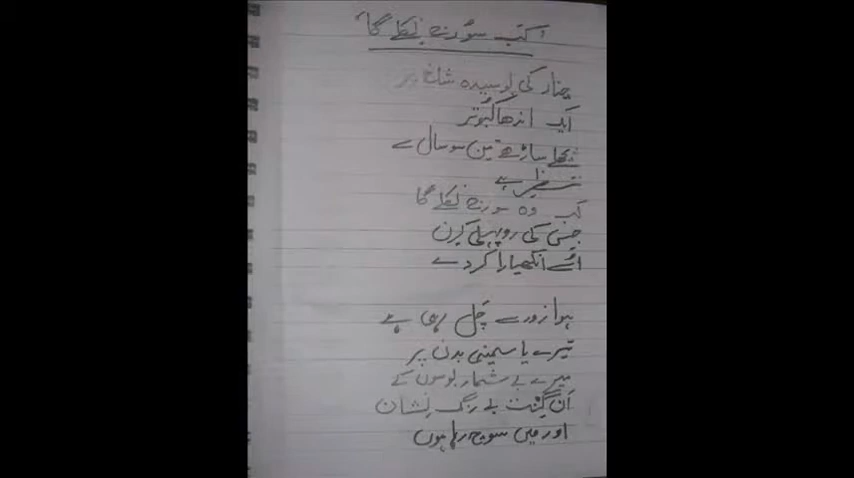 کب سورج نکلے گا
چنار کی بوسیدہ شاخ پر
ایک اندھا کبوتر
پچھلے ساڑھے تین سو سال سے
منتظر ہے
کب وہ سورج نکلے گا
جس کی روپہلی کرن
اسے انکھیارا کر دے
ہوا زور سے چل رہی ہے
تیرے یاسمینی بدن پر
میرے بے شمار بوسوں کے
ان گنت بے رنگ نشان
اور میں سوچ رہا ہوں